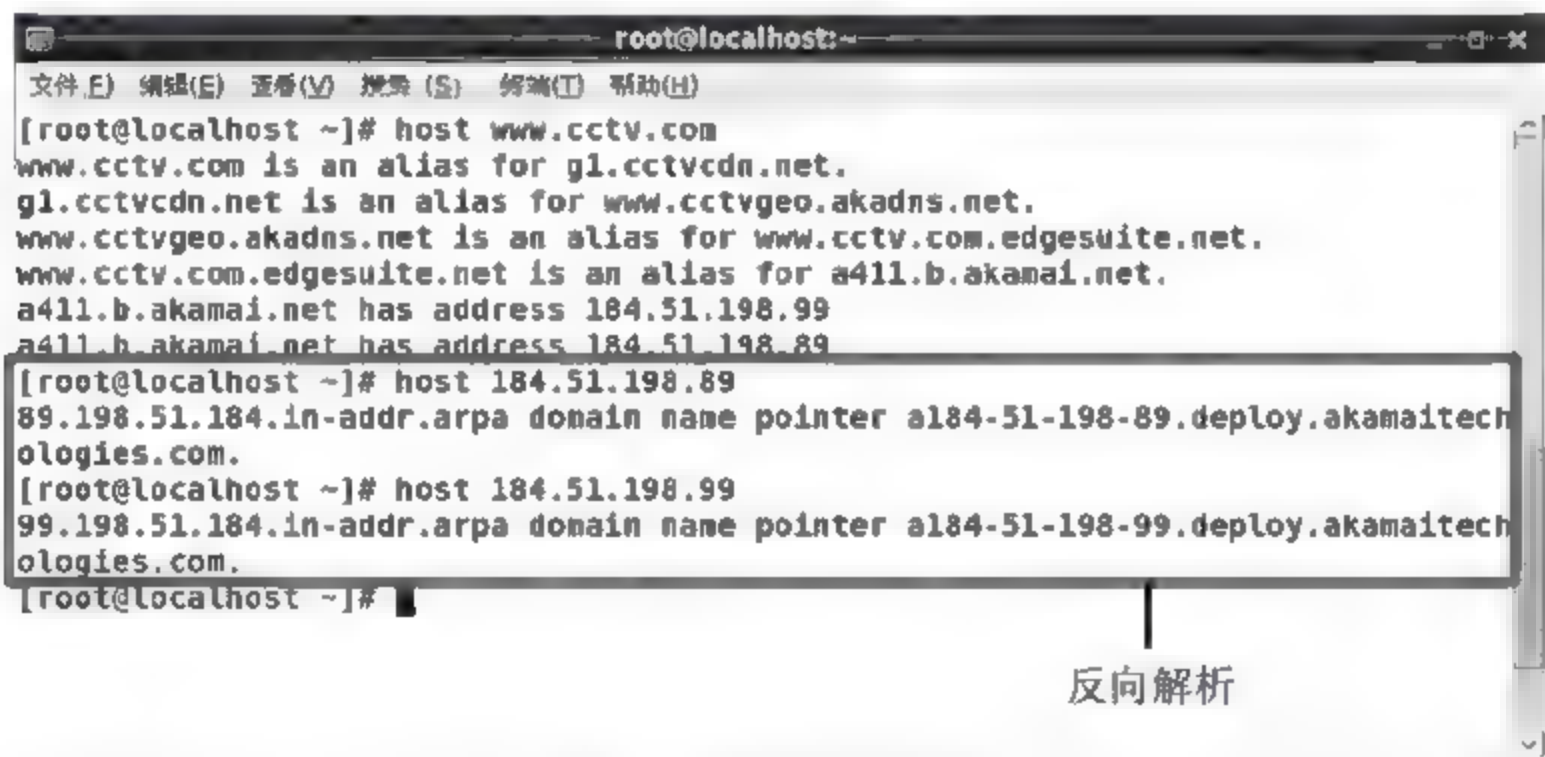 root@localhost:~
文件(F) 编辑(E) 查看(V) 搜索(S) 终端(T) 帮助(H)
[root@localhost ~]# host www.cctv.com
www.cctv.com is an alias for g1.cctvcdn.net.
g1.cctvcdn.net is an alias for www.cctvgeo.akadns.net.
www.cctvgeo.akadns.net is an alias for www.cctv.com.edgesuite.net.
www.cctv.com.edgesuite.net is an alias for a411.b.akamai.net.
a411.b.akamai.net has address 184.51.198.99
a411.b.akamai.net has address 184.51.198.89
[root@localhost ~]# host 184.51.198.89
89.198.51.184.in-addr.arpa domain name pointer a184-51-198-89.deploy.akamaitech
ologies.com.
[root@localhost ~]# host 184.51.198.99
99.198.51.184.in-addr.arpa domain name pointer a184-51-198-99.deploy.akamaitech
ologies.com.
[root@localhost ~]#
反向解析